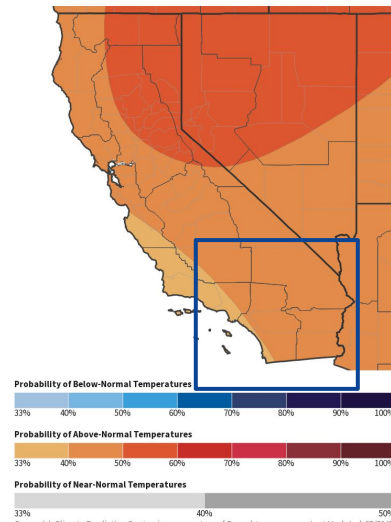 Probability of Below-Normal Temperatures
33% 40% 50% 60% 70% 80% 90% 100%
Probability of Above-Normal Temperatures
33% 40% 50% 60% 70% 80% 90% 100%
Probability of Near-Normal Temperatures
33% 40% 50%